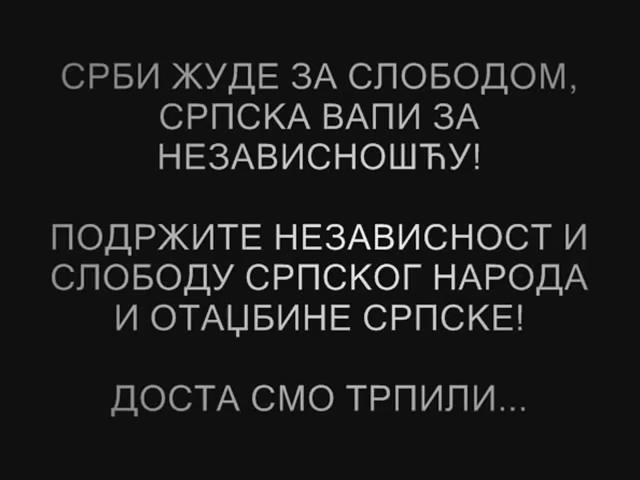 СРБИ ЖУДЕ ЗА СЛОБОДОМ,
СРПСКА ВАПИ ЗА
НЕЗАВИСНОШЋУ!
ПОДРЖИТЕ НЕЗАВИСНОСТ И
СЛОБОДУ СРПСКОГ НАРОДА
И ОТАЏБИНЕ СРПСКЕ!
ДОСТА СМО ТРПИЛИ...